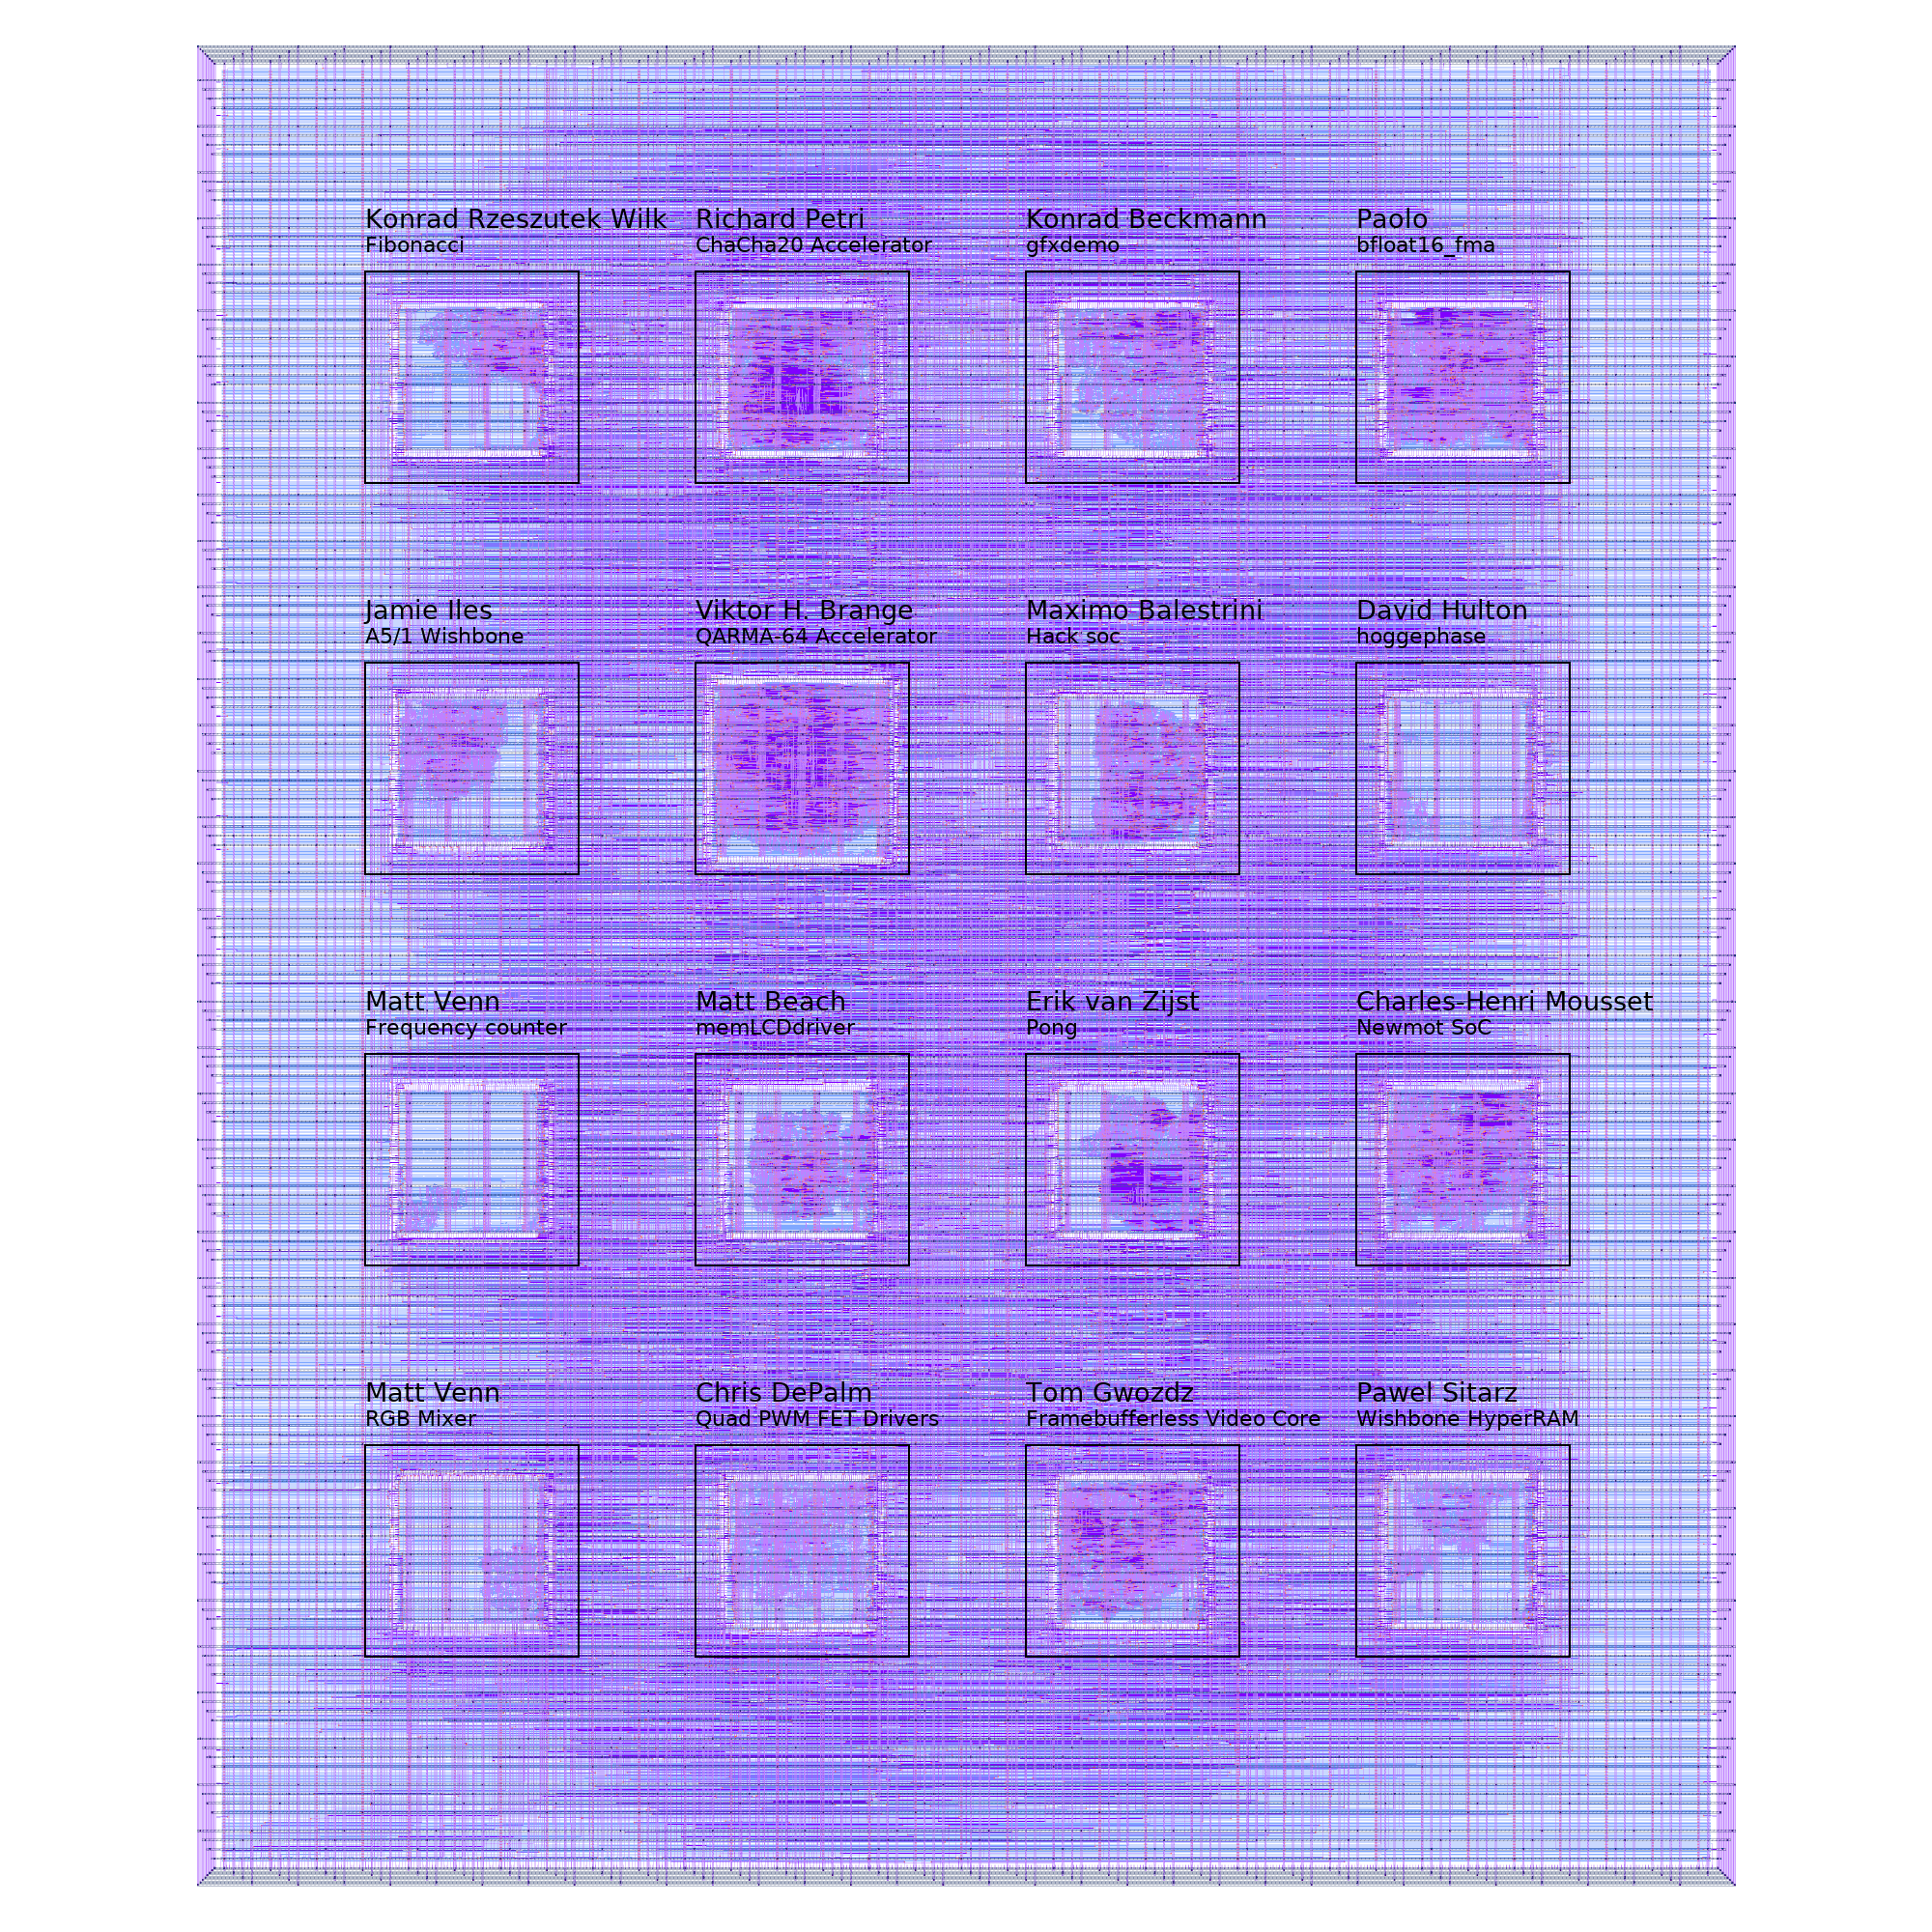 Konrad Rzeszutek Wilk
Fibonacci
Richard Petri
ChaCha20 Accelerator
Konrad Beckmann
gfxdemo
Paolo
bfloat16_fma
Jamie Iles
A5/1 Wishbone
Viktor H. Brange
QARMA-64 Accelerator
Maximo Balestrini
Hack soc
David Hulton
hoggephase
Matt Venn
Frequency counter
Matt Beach
memLCDdriver
Erik van Zijst
Pong
Charles-Henri Mousset
Newmot SoC
Matt Venn
RGB Mixer
Chris DePalm
Quad PWM FET Drivers
Tom Gwozdz
Framebufferless Video Core
Pawel Sitarz
Wishbone HyperRAM